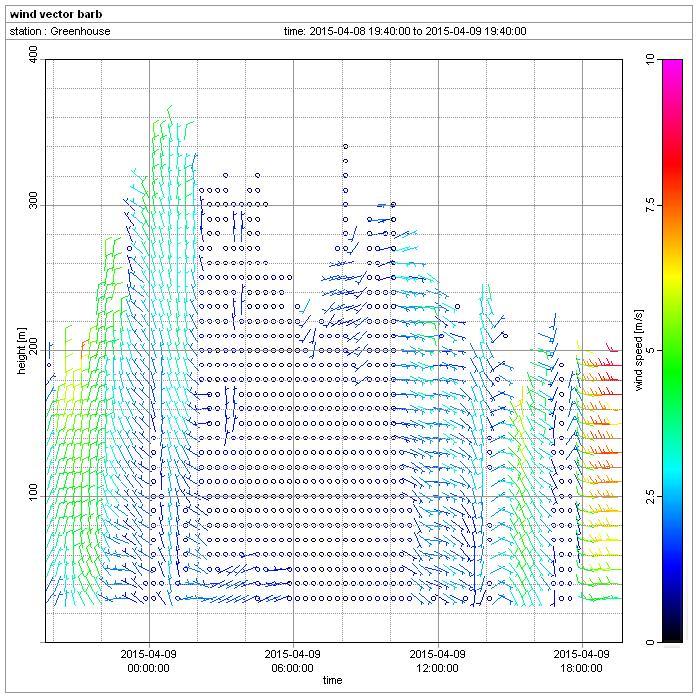 wind vector barb
station : Greenhouse time: 2015-04-08 19:40:00 to 2015-04-09 19:40:00
400
300
200
100
height [m]
10
7.5
5
2.5
0
wind speed [m/s]
2015-04-09 2015-04-09 2015-04-09 2015-04-09
00:00:00 06:00:00 12:00:00 18:00:00
time